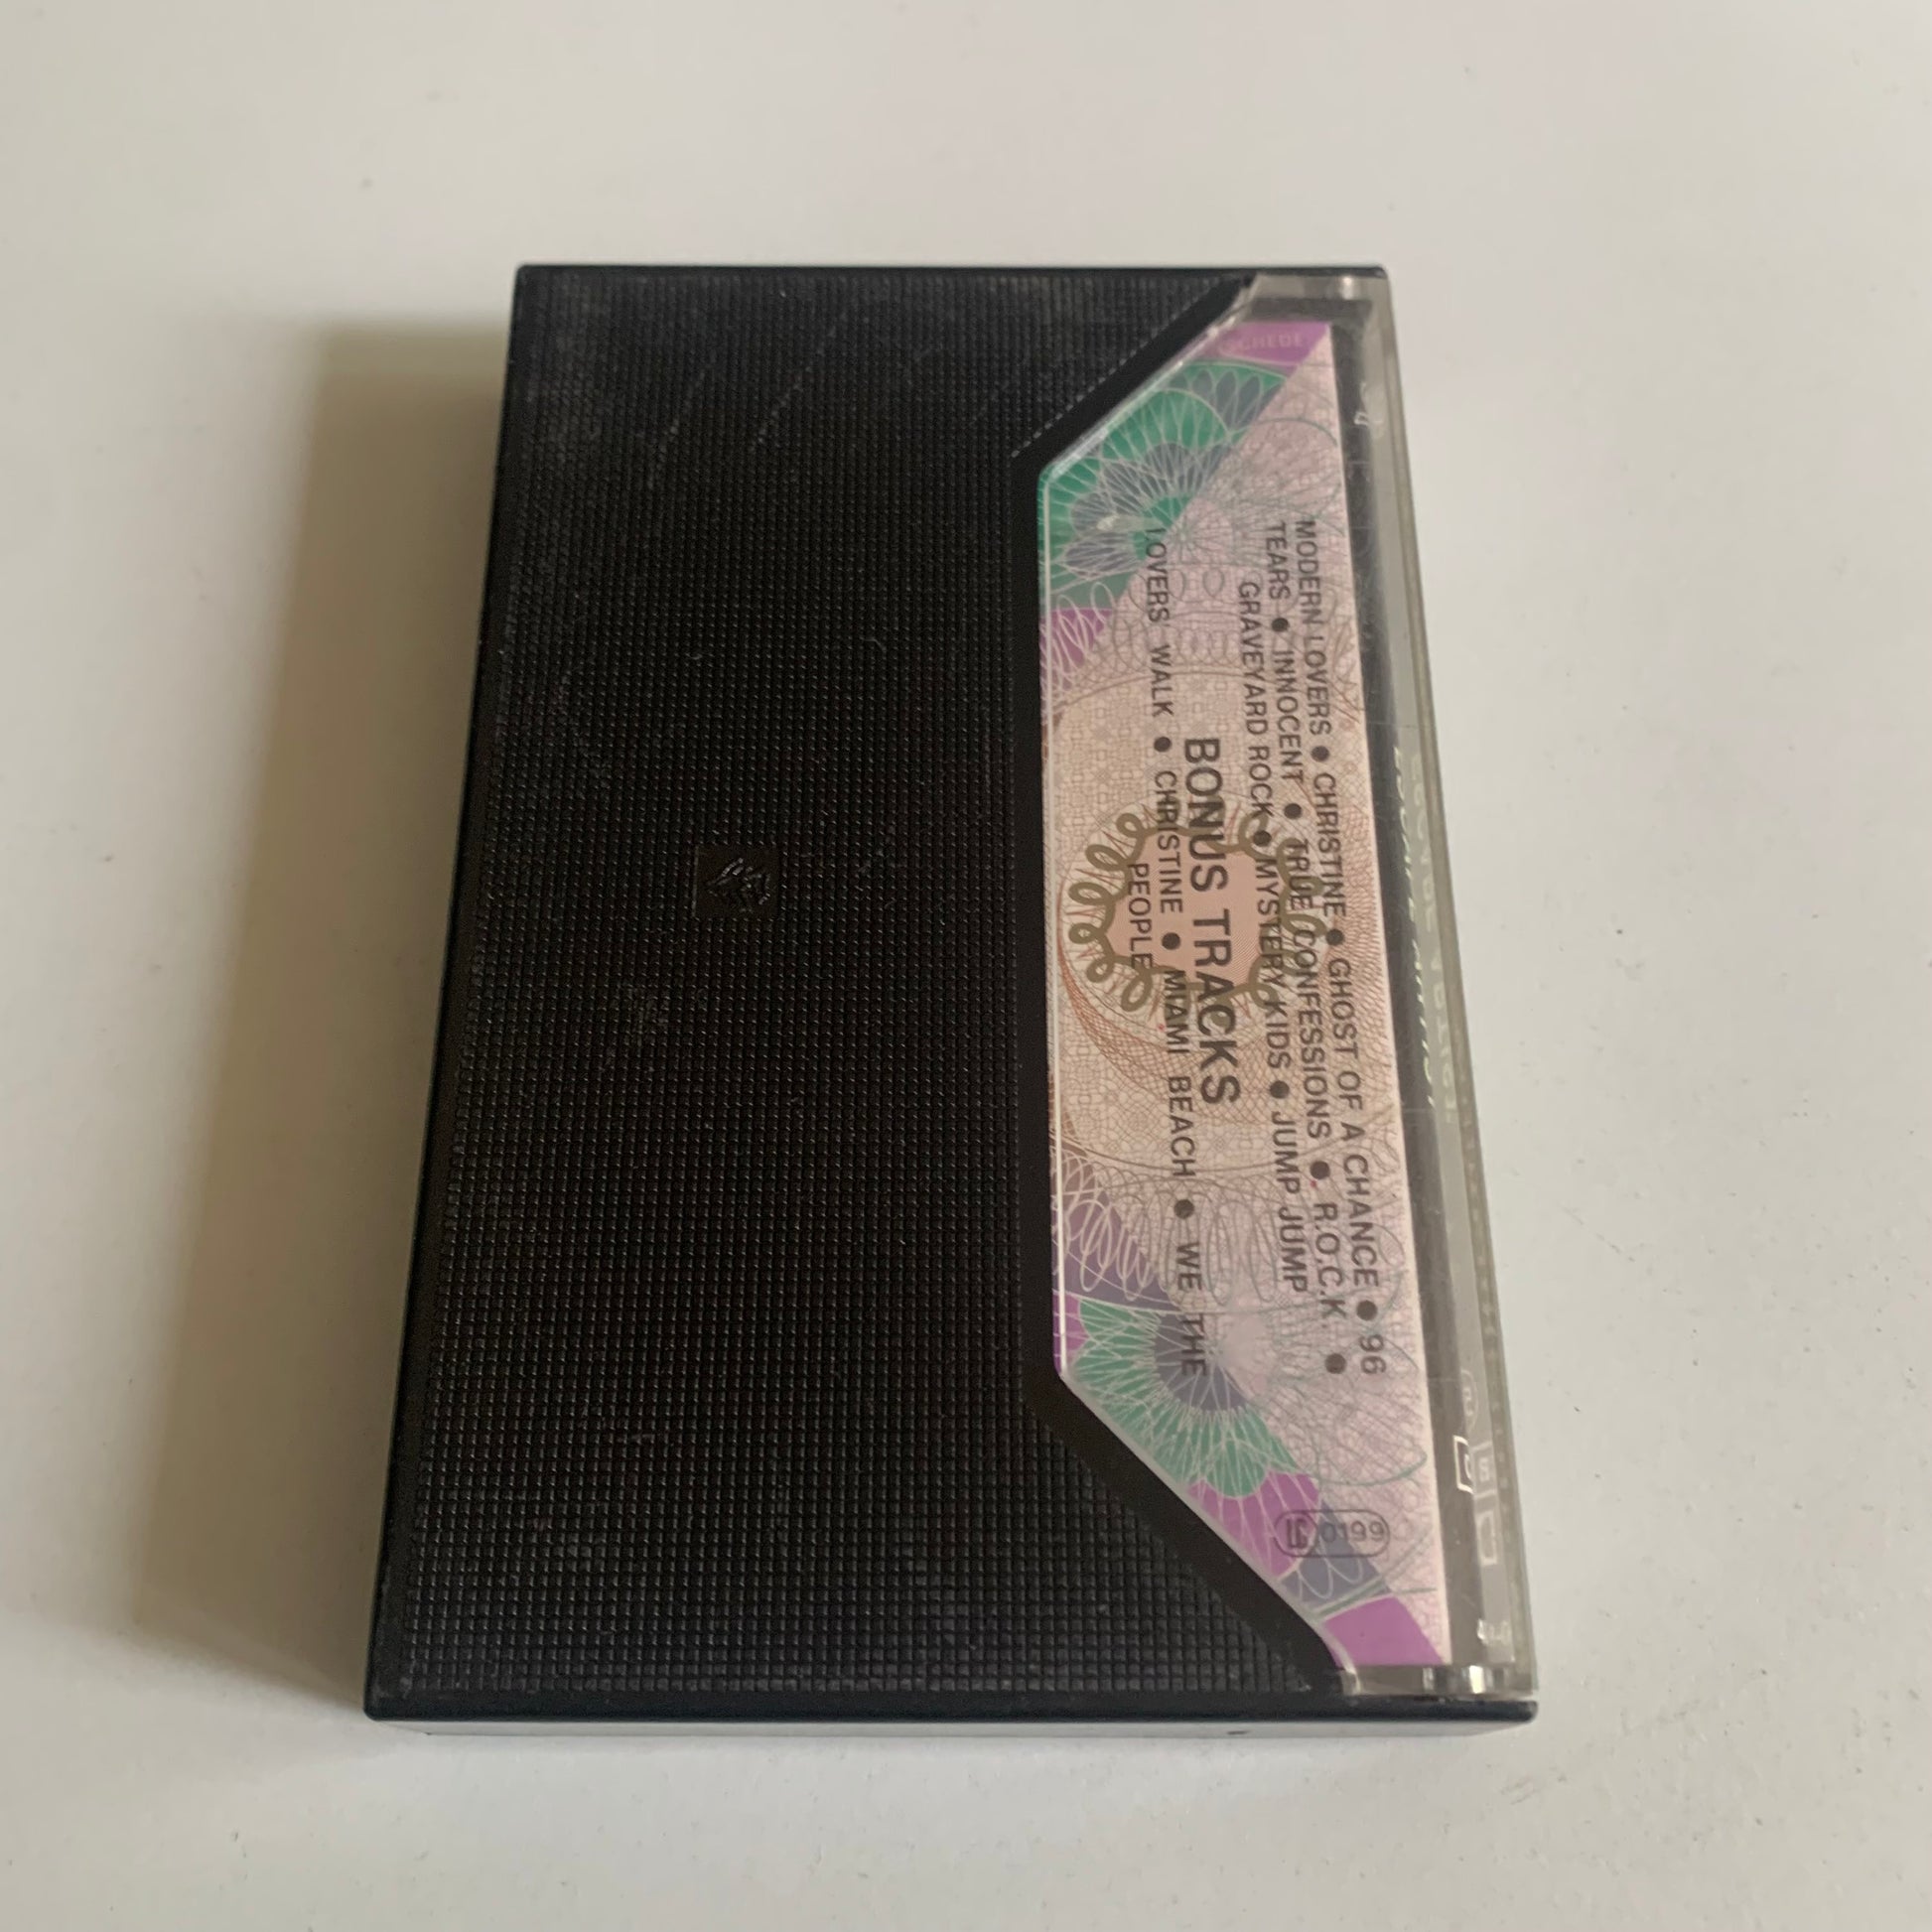 MODERN LOVERS ● CHRISTINE ● GHOST OF A CHANCE ● 96
TEARS ● INNOCENT ● TRUE CONFESSIONS ● R.O.C.K ●
GRAVEYARD ROCK ● MYSTERY KIDS ● JUMP JUMP
BONUS TRACKS
LOVERS WALK ● CHRISTINE ● MIAMI BEACH ● WE THE
PEOPLE
0199